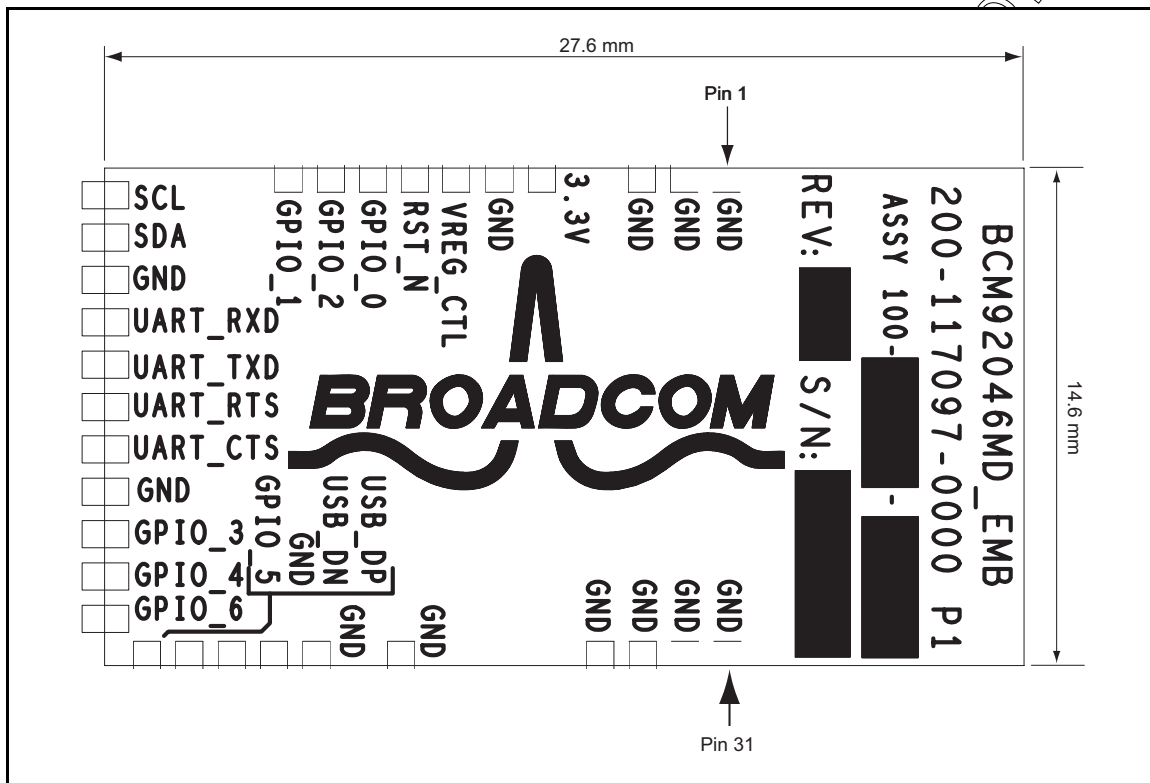 27.6 mm
Pin 1
SCL
SDA
GND
UART_RXD
UART_TXD
UART_RTS
UART_CTS
GND
GPIO_3
GPIO_4
GPIO_6
GPIO_1
GPIO_2
GPIO_0
RST_N
VREG_CTL
GND
3.3V
GND
GND
GND
BROADCOM
GPIO_5
GND
USB_DN
USB_DP
GND
GND
GND
GND
GND
GND
REV:
S/N:
ASSY 100-
-
200-117097-0000 P1
BCM92046MD_EMB
14.6 mm
Pin 31